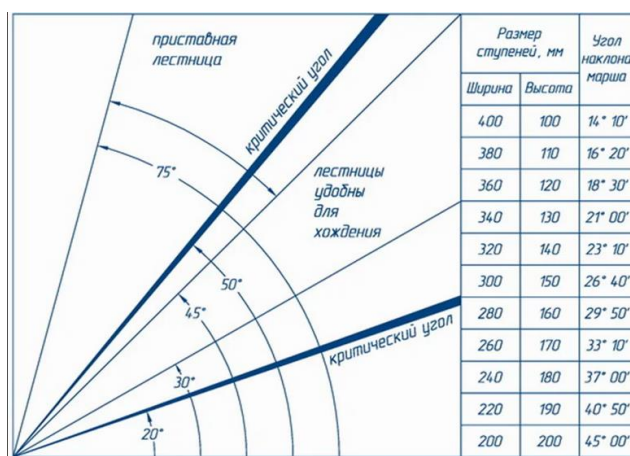 приставная
лестница
критический угол
75°
лестницы
удобны
для
хождения
50°
45°
критический угол
30°
20°
Размер
ступеней, мм
Угол
наклона
марша
Ширина Высота
400 100 14° 10'
380 110 16° 20'
360 120 18° 30'
340 130 21° 00'
320 140 23° 10'
300 150 26° 40'
280 160 29° 50'
260 170 33° 10'
240 180 37° 00'
220 190 40° 50'
200 200 45° 00'